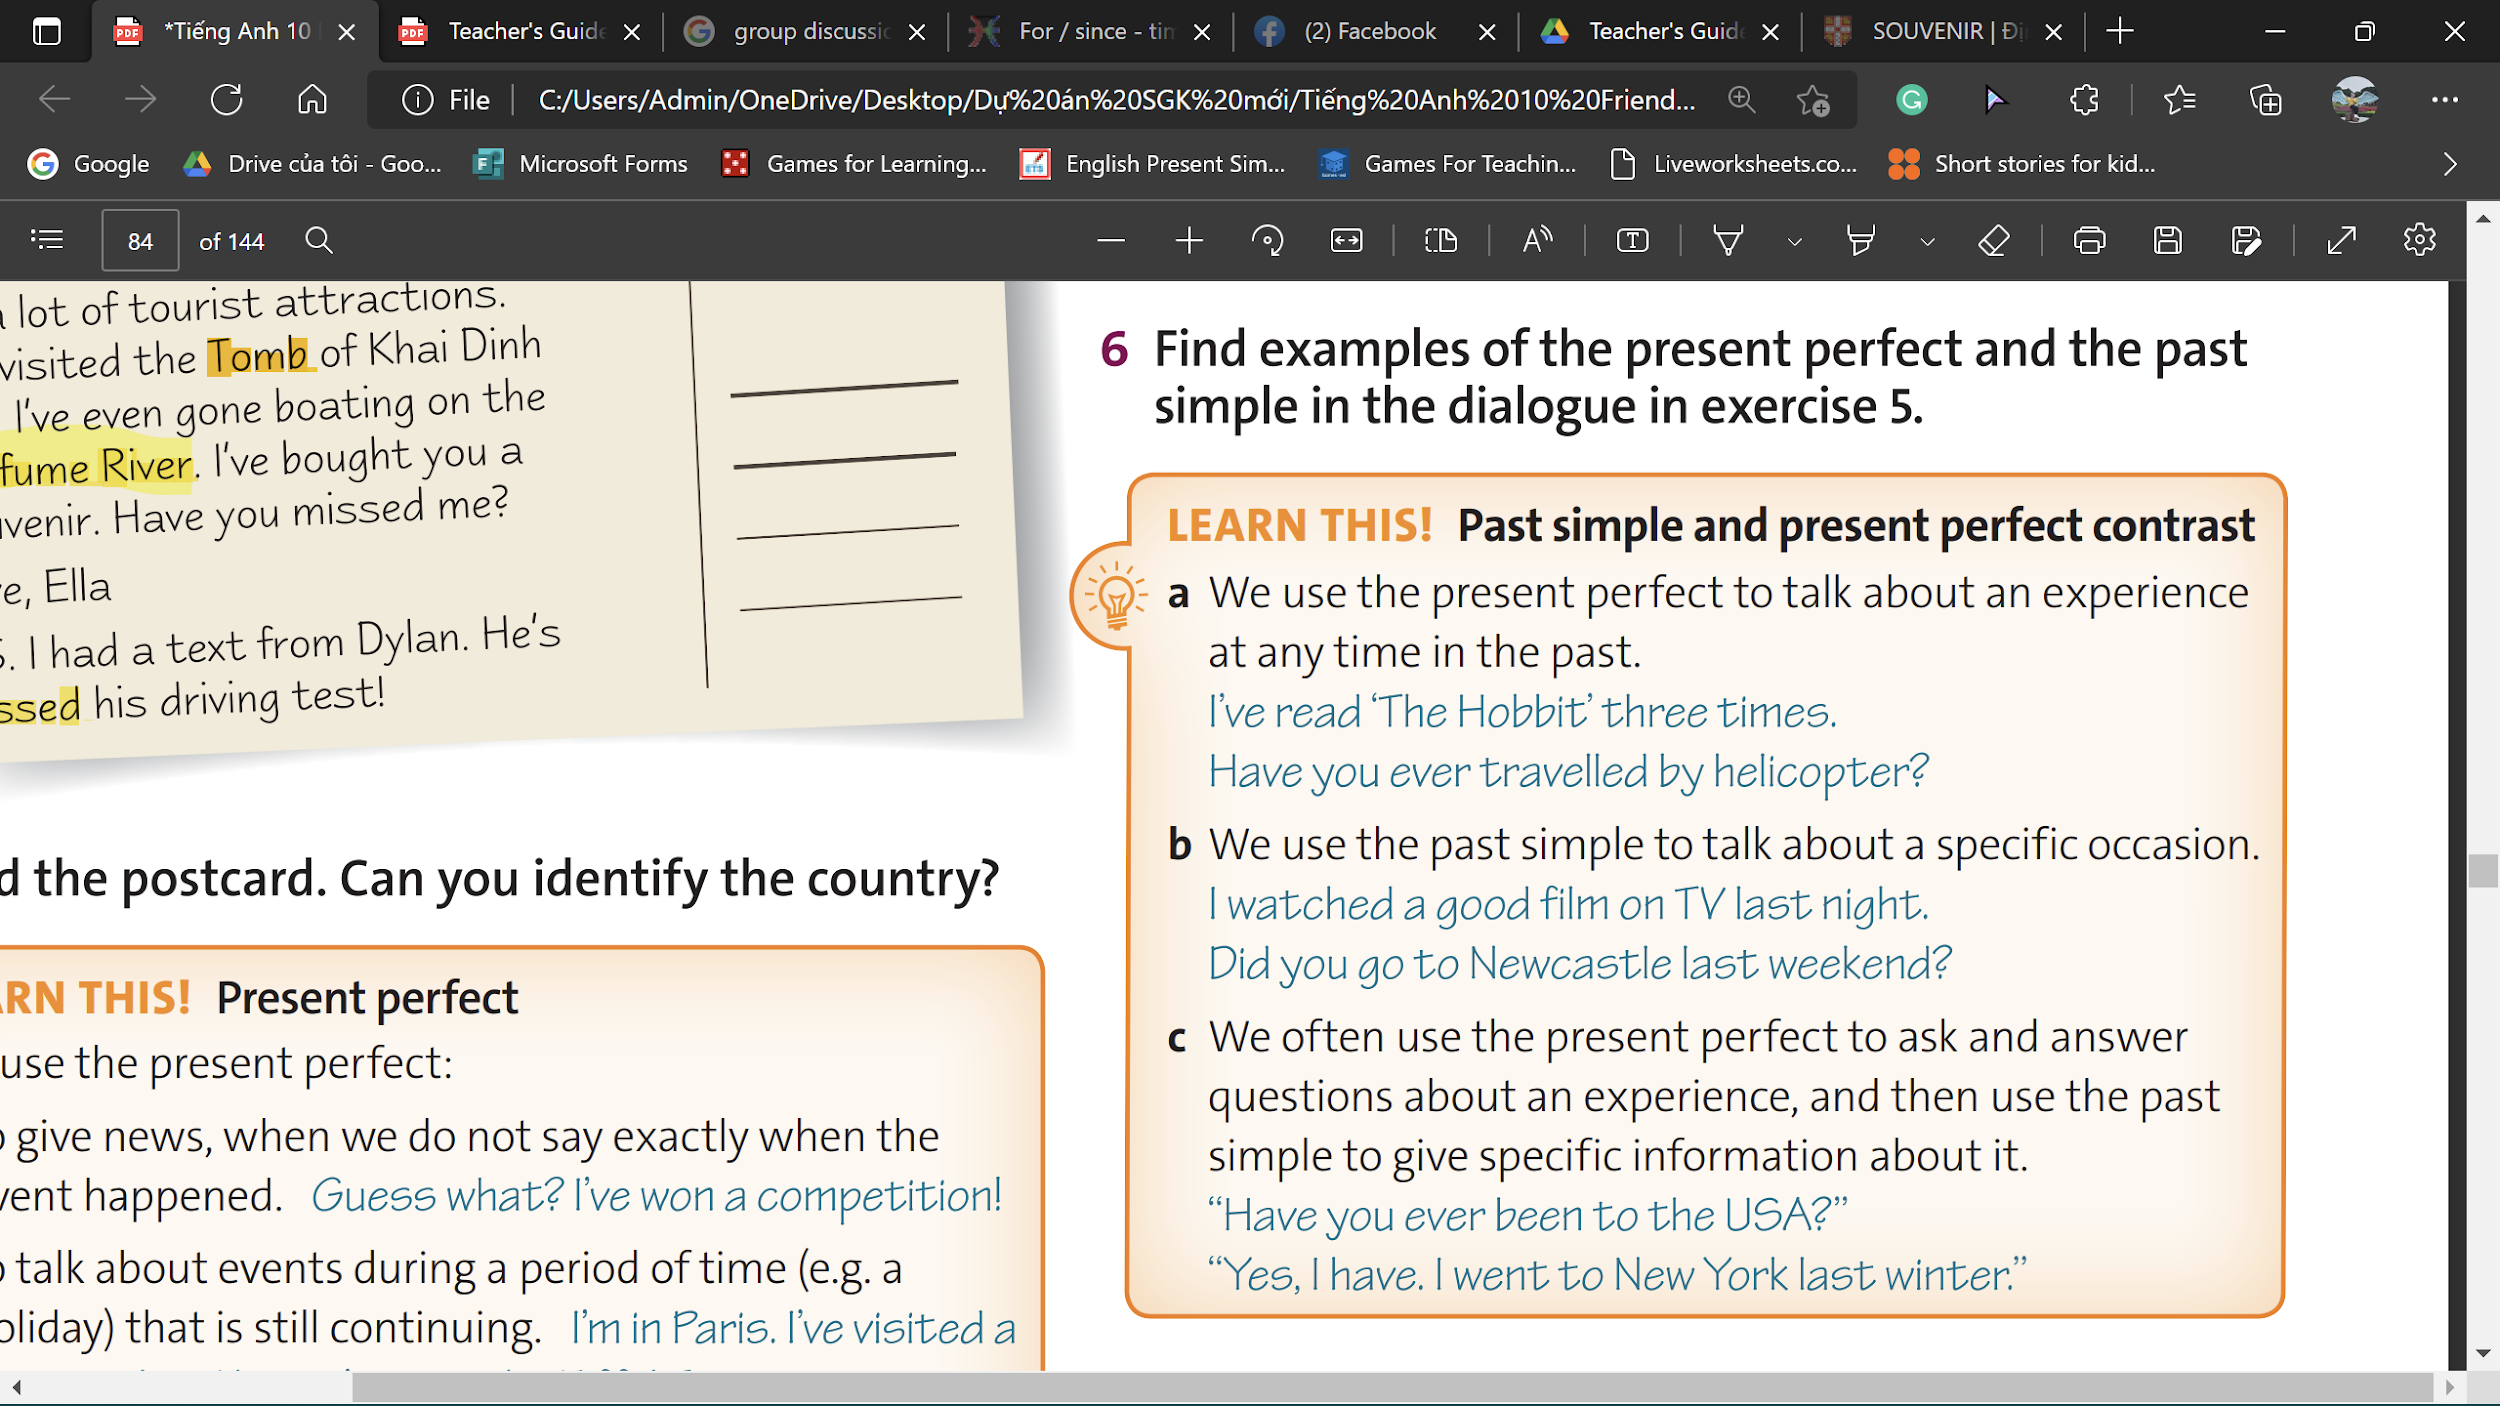 *Tiếng Anh 10
Teacher's Guide
group discussic
For / since - tim
(2) Facebook
Teacher's Guide
SOUVENIR | Đị
File
C:/Users/Admin/OneDrive/Desktop/Dự%20án%20SGK%20mới/Tiếng%20Anh%2010%20Friend...
Google
Drive của tôi - Goo...
Microsoft Forms
Games for Learning...
English Present Sim...
Games For Teachin...
Liveworksheets.co...
Short stories for kid...
84 of 144
a lot of tourist attractions.
visited the Tomb of Khai Dinh
I've even gone boating on the
fume River. I've bought you a
venir. Have you missed me?
e, Ella
S. I had a text from Dylan. He's
ssed his driving test!
d the postcard. Can you identify the country?
RN THIS! Present perfect
use the present perfect:
o give news, when we do not say exactly when the
vent happened. Guess what? I've won a competition!
o talk about events during a period of time (e.g. a
oliday) that is still continuing. I'm in Paris. I've visited a
6 Find examples of the present perfect and the past
simple in the dialogue in exercise 5.
LEARN THIS! Past simple and present perfect contrast
a We use the present perfect to talk about an experience
at any time in the past.
I've read 'The Hobbit' three times.
Have you ever travelled by helicopter?
b We use the past simple to talk about a specific occasion.
I watched a good film on TV last night.
Did you go to Newcastle last weekend?
c We often use the present perfect to ask and answer
questions about an experience, and then use the past
simple to give specific information about it.
"Have you ever been to the USA?"
"Yes, I have. I went to New York last winter."